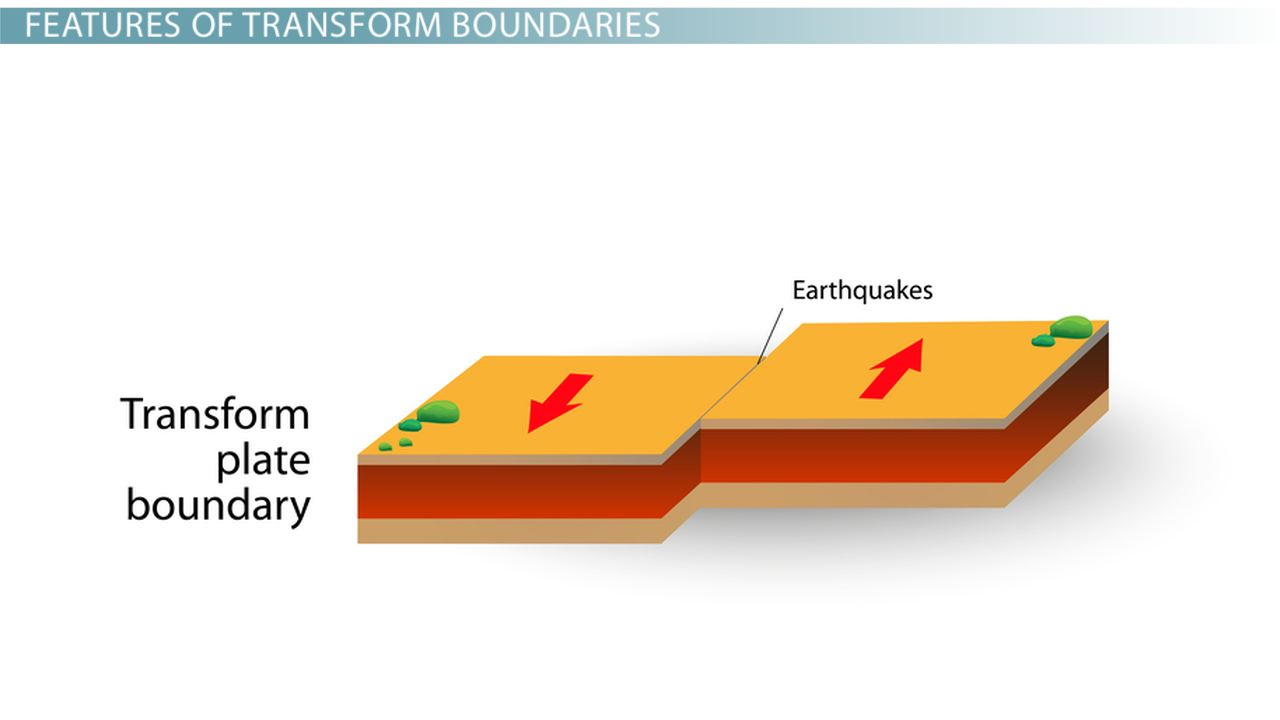 FEATURES OF TRANSFORM BOUNDARIES
Earthquakes
Transform
plate
boundary